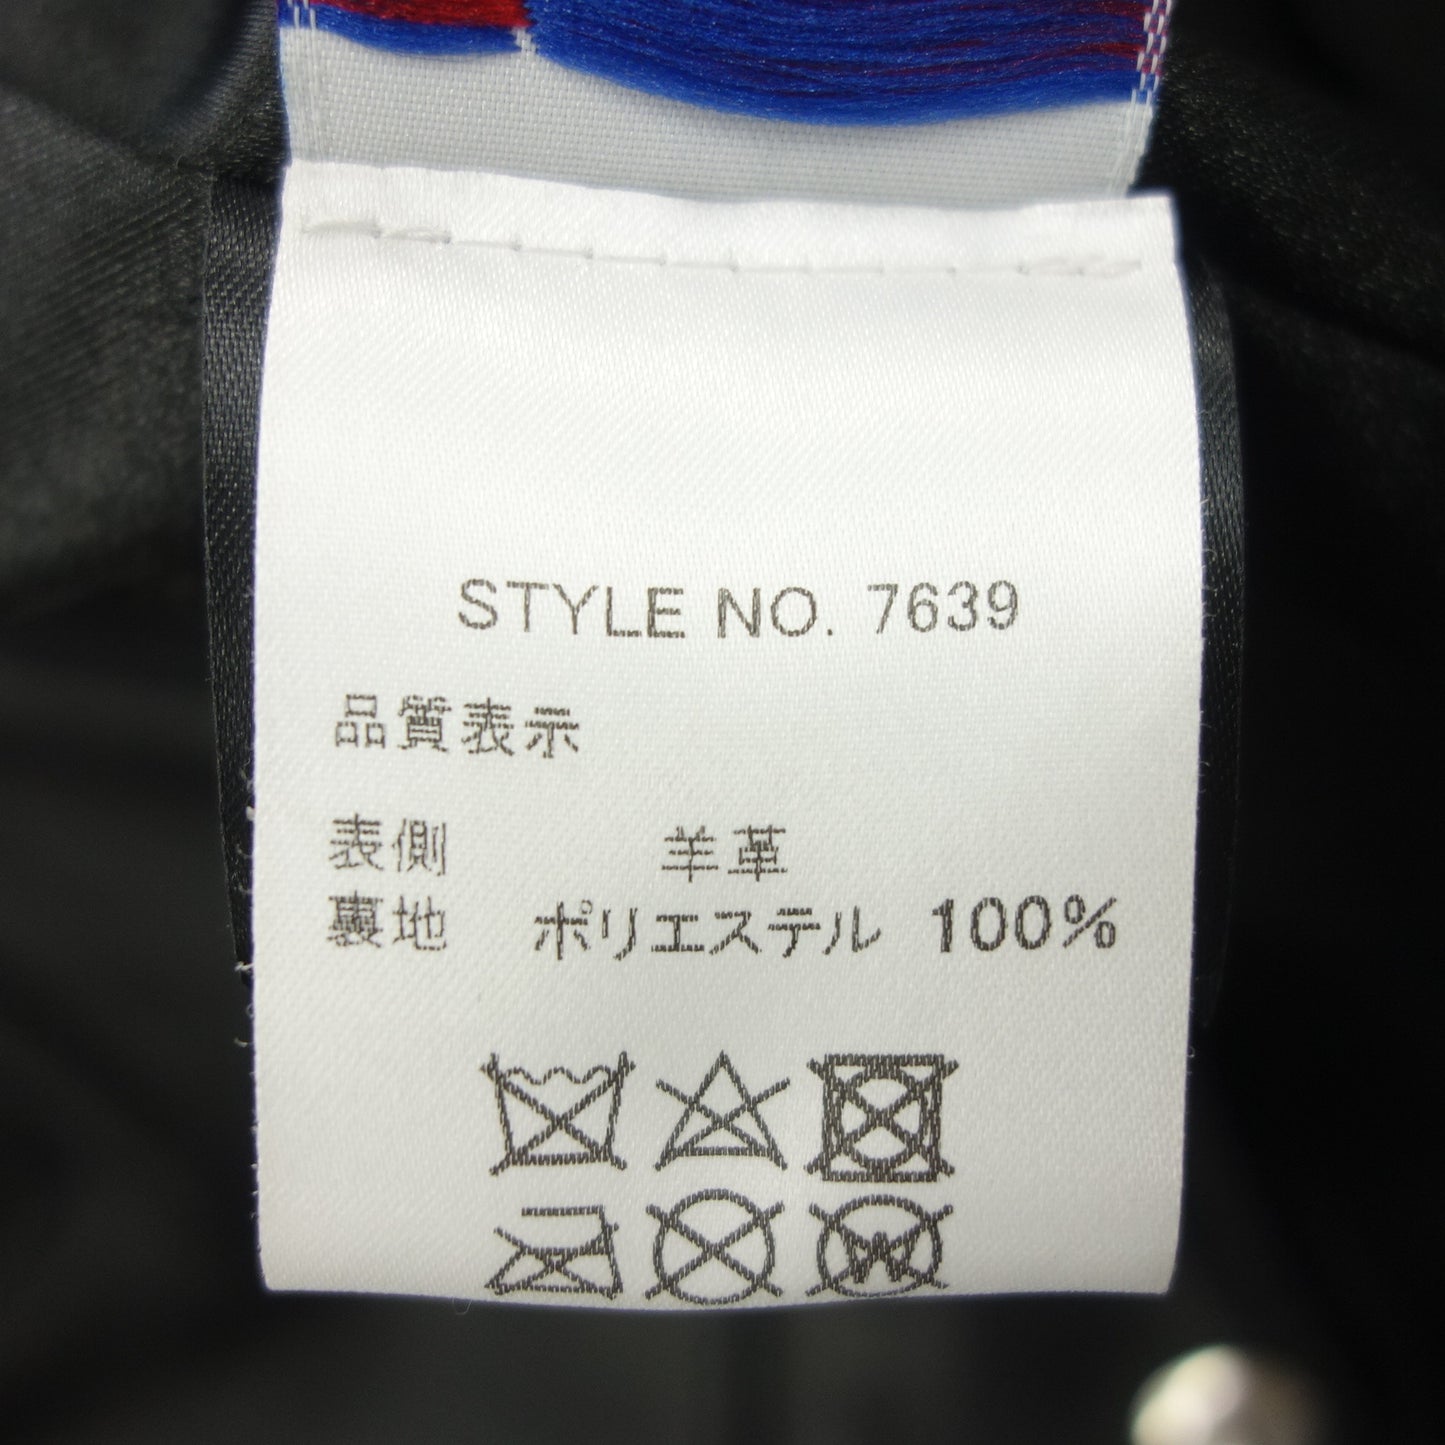 STYLE NO. 7639
品質表示
表側 羊革
裏地 ポリエステル 100%
W